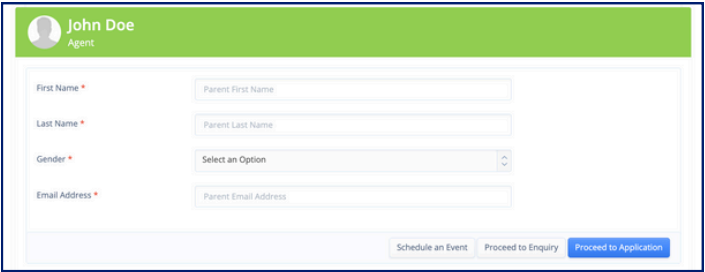 John Doe
Agent
First Name * Parent First Name
Last Name * Parent Last Name
Gender * Select an Option
Email Address * Parent Email Address
Schedule an Event Proceed to Enquiry Proceed to Application